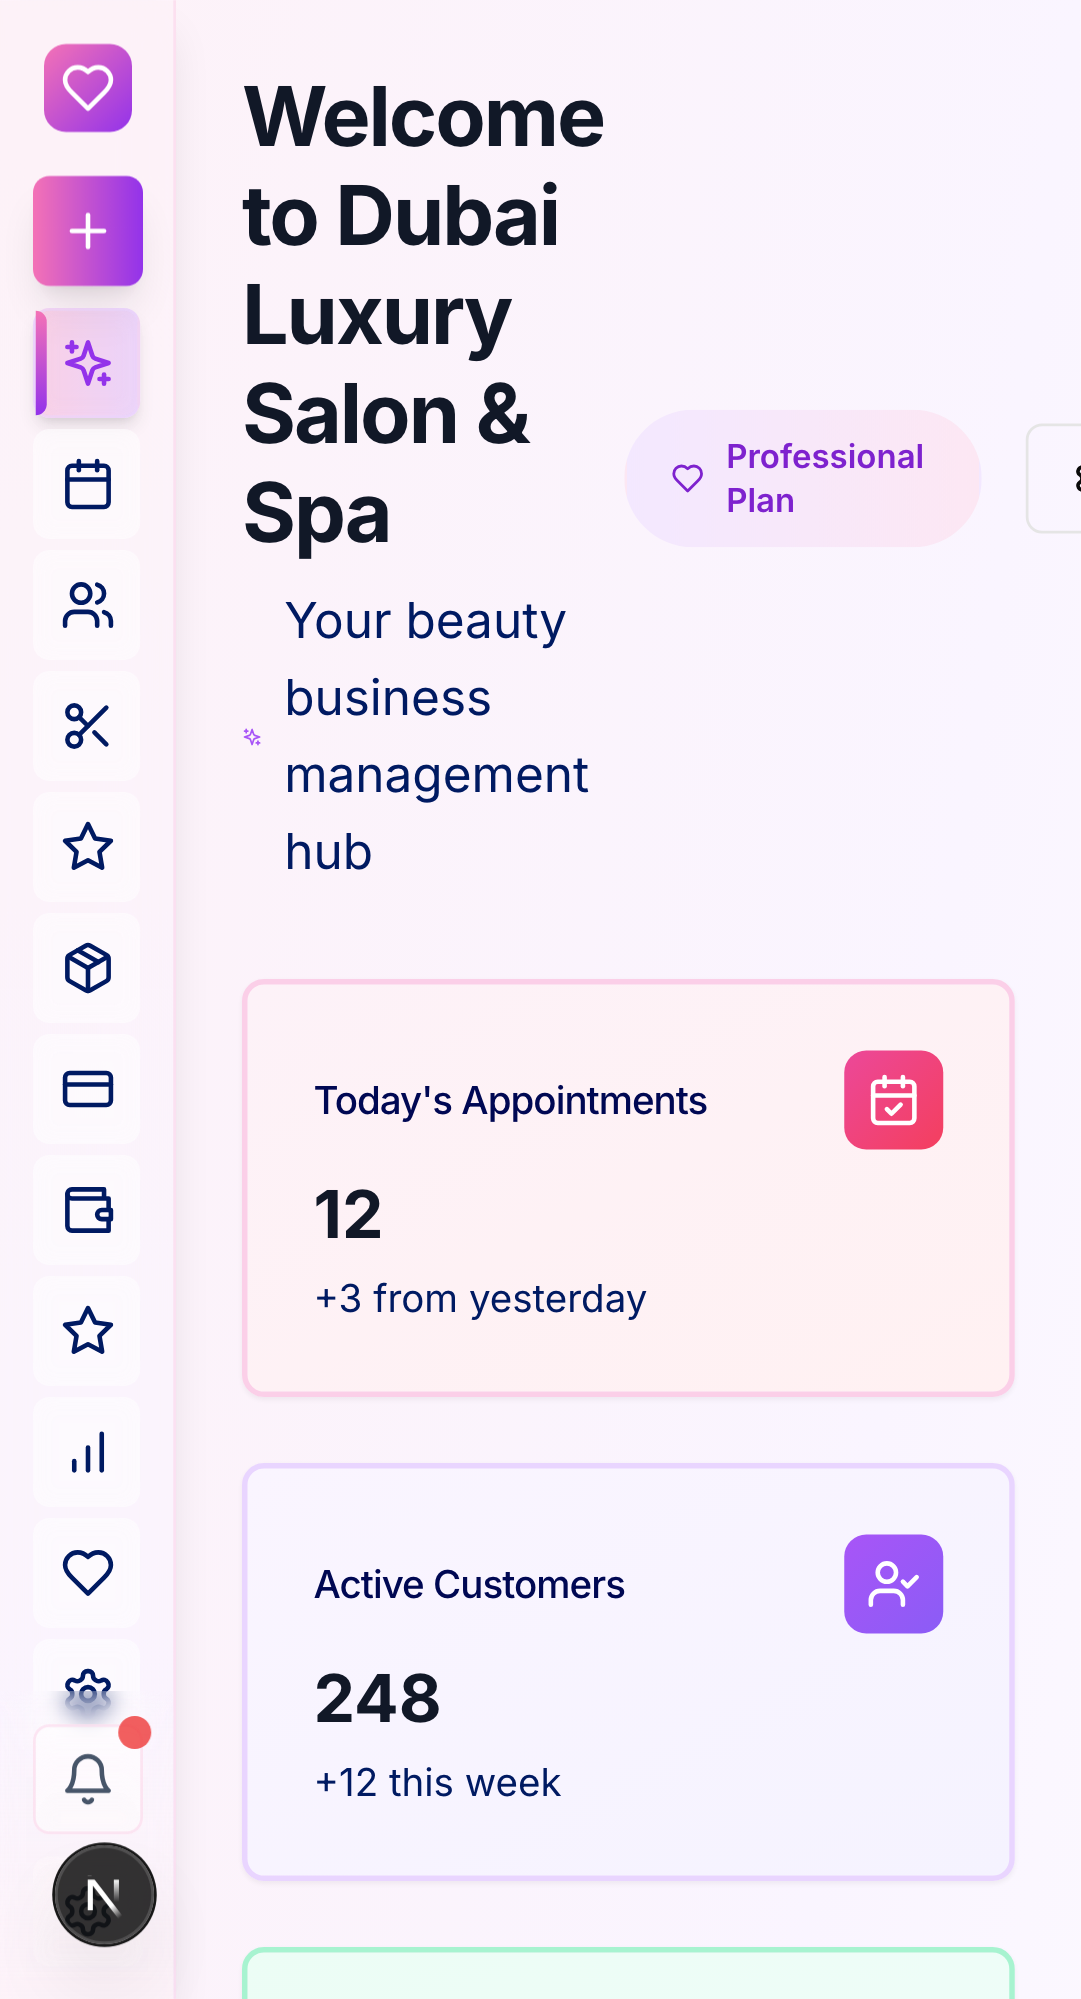 Welcome
to Dubai
Luxury
Salon &
Spa
Professional
Plan
Your beauty
business
management
hub
Today's Appointments
12
+3 from yesterday
Active Customers
248
+12 this week
N